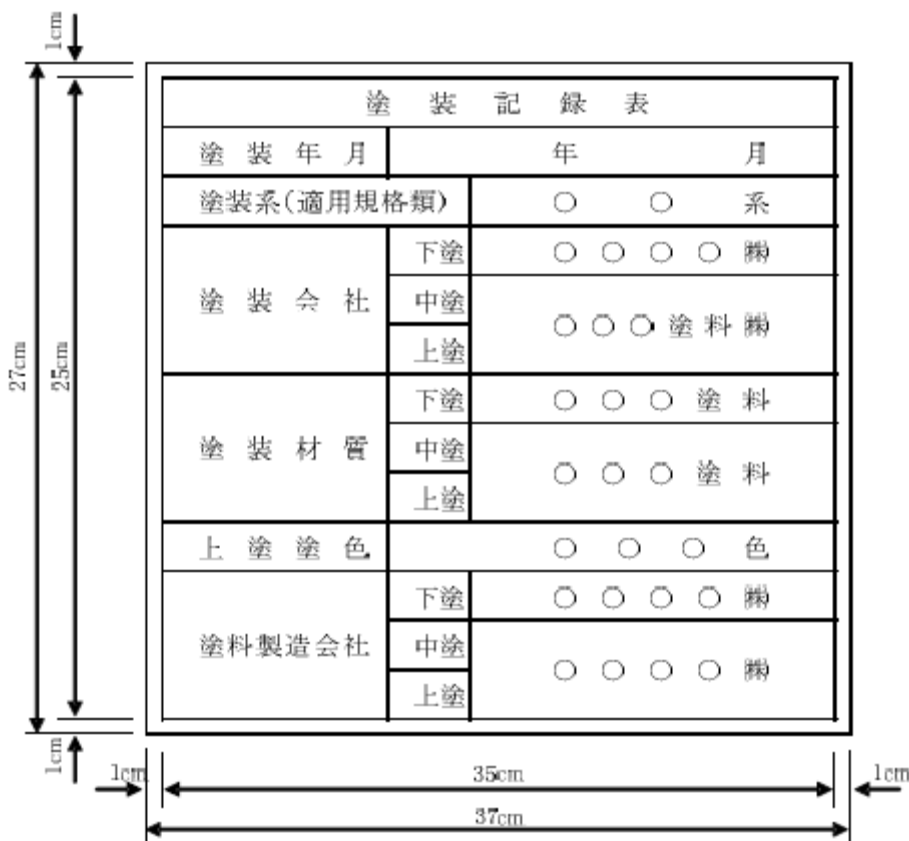 1cm
27cm
25cm
塗装記録表
塗装年月 年 月
塗装系(適用規格類) ○ ○ 系
塗装会社
下塗 ○○○○㈱
中塗
上塗
○○○塗料㈱
塗装材質
下塗 ○○○塗料
中塗
上塗
○○○塗料
上塗塗色 ○○○色
塗料製造会社
下塗 ○○○○㈱
中塗
上塗
○○○○㈱
1cm
1cm 35cm 1cm
37cm